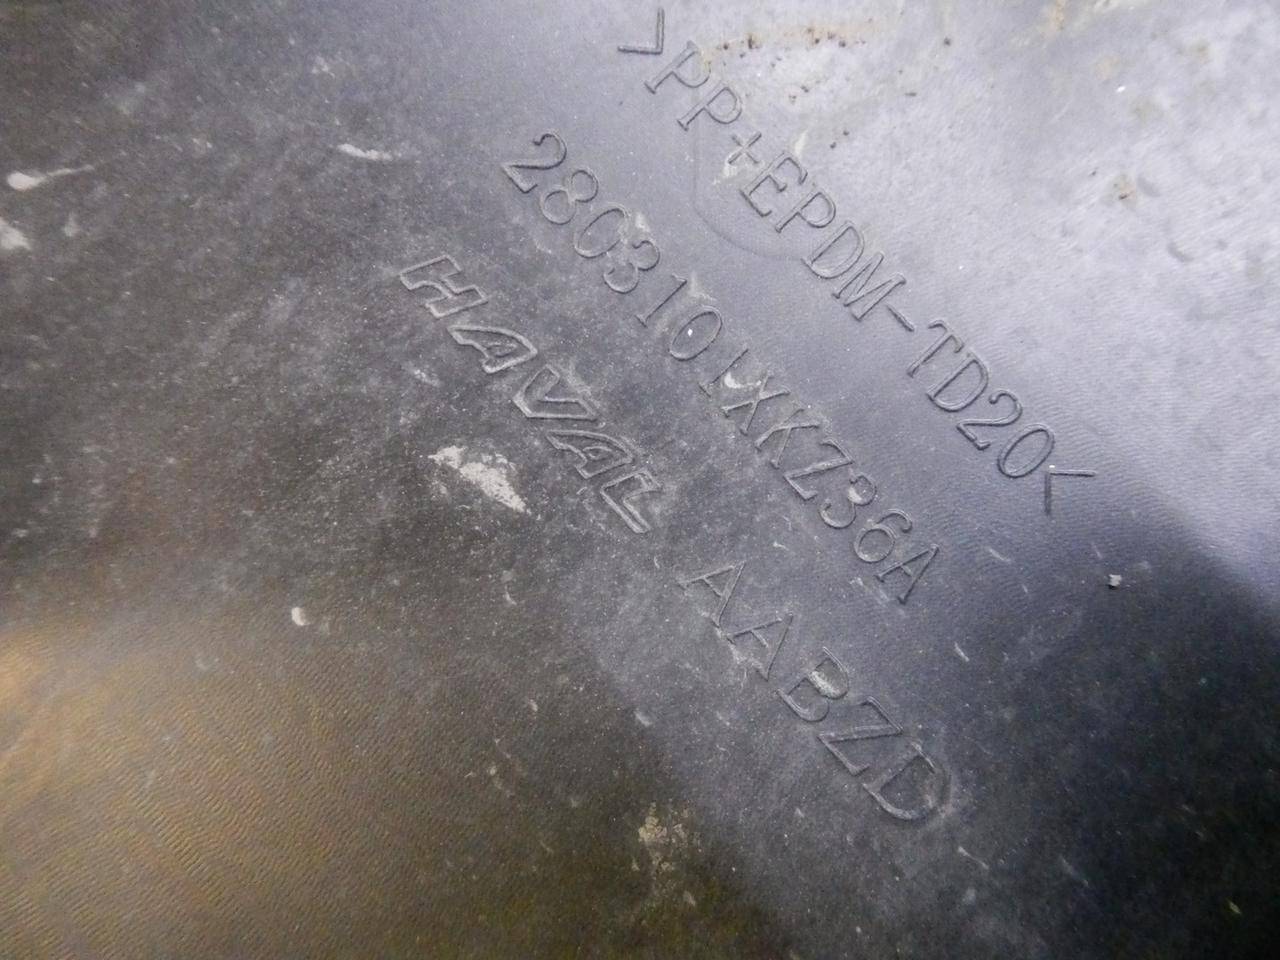 >PP+EPDM-TD20<
2803101XKZ36A
HAVAL
AABZD